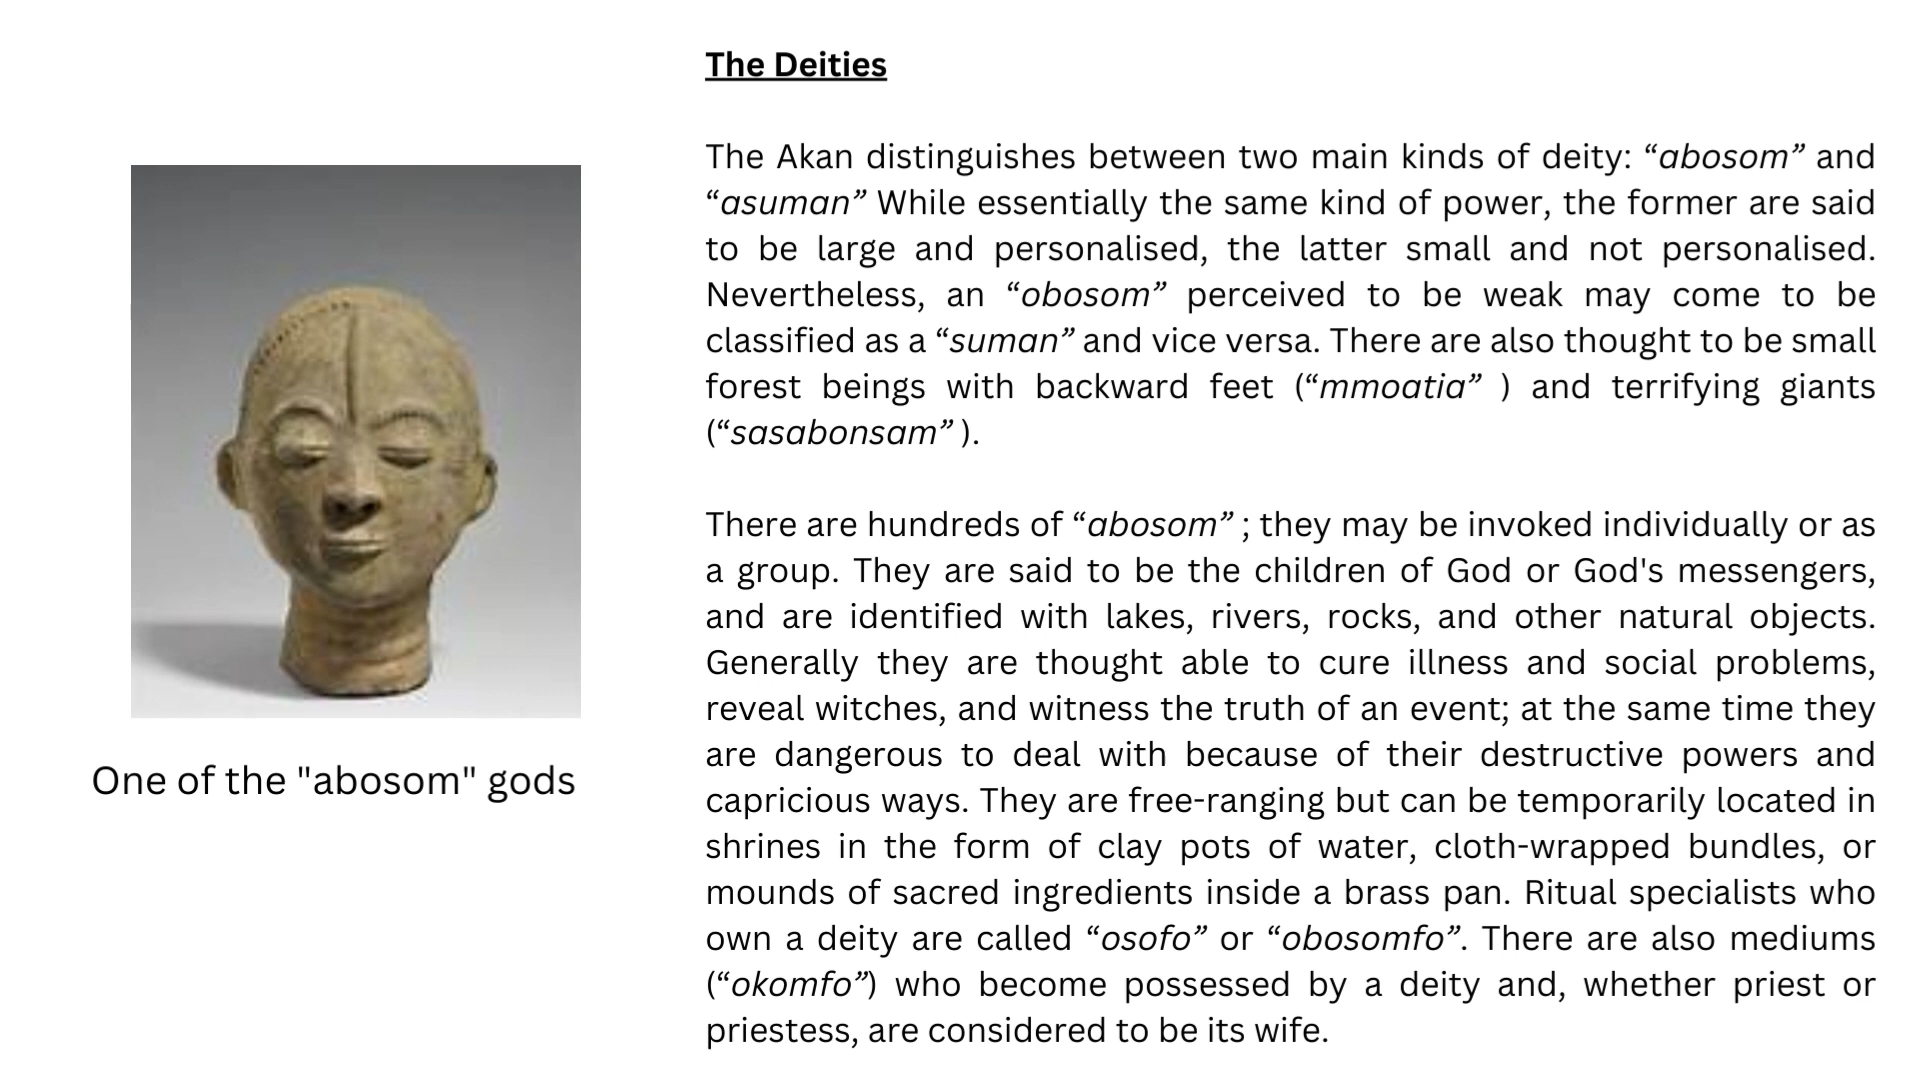 The Deities
The Akan distinguishes between two main kinds of deity: “abosom” and
“asuman” While essentially the same kind of power, the former are said
to be large and personalised, the latter small and not personalised.
Nevertheless, an “obosom” perceived to be weak may come to be
classified as a “suman” and vice versa. There are also thought to be small
forest beings with backward feet (“mmoatia” ) and terrifying giants
(“sasabonsam” ).
There are hundreds of “abosom” ; they may be invoked individually or as
a group. They are said to be the children of God or God's messengers,
and are identified with lakes, rivers, rocks, and other natural objects.
Generally they are thought able to cure illness and social problems,
reveal witches, and witness the truth of an event; at the same time they
are dangerous to deal with because of their destructive powers and
capricious ways. They are free-ranging but can be temporarily located in
shrines in the form of clay pots of water, cloth-wrapped bundles, or
mounds of sacred ingredients inside a brass pan. Ritual specialists who
own a deity are called “osofo” or “obosomfo”. There are also mediums
(“okomfo”) who become possessed by a deity and, whether priest or
priestess, are considered to be its wife.
One of the "abosom" gods